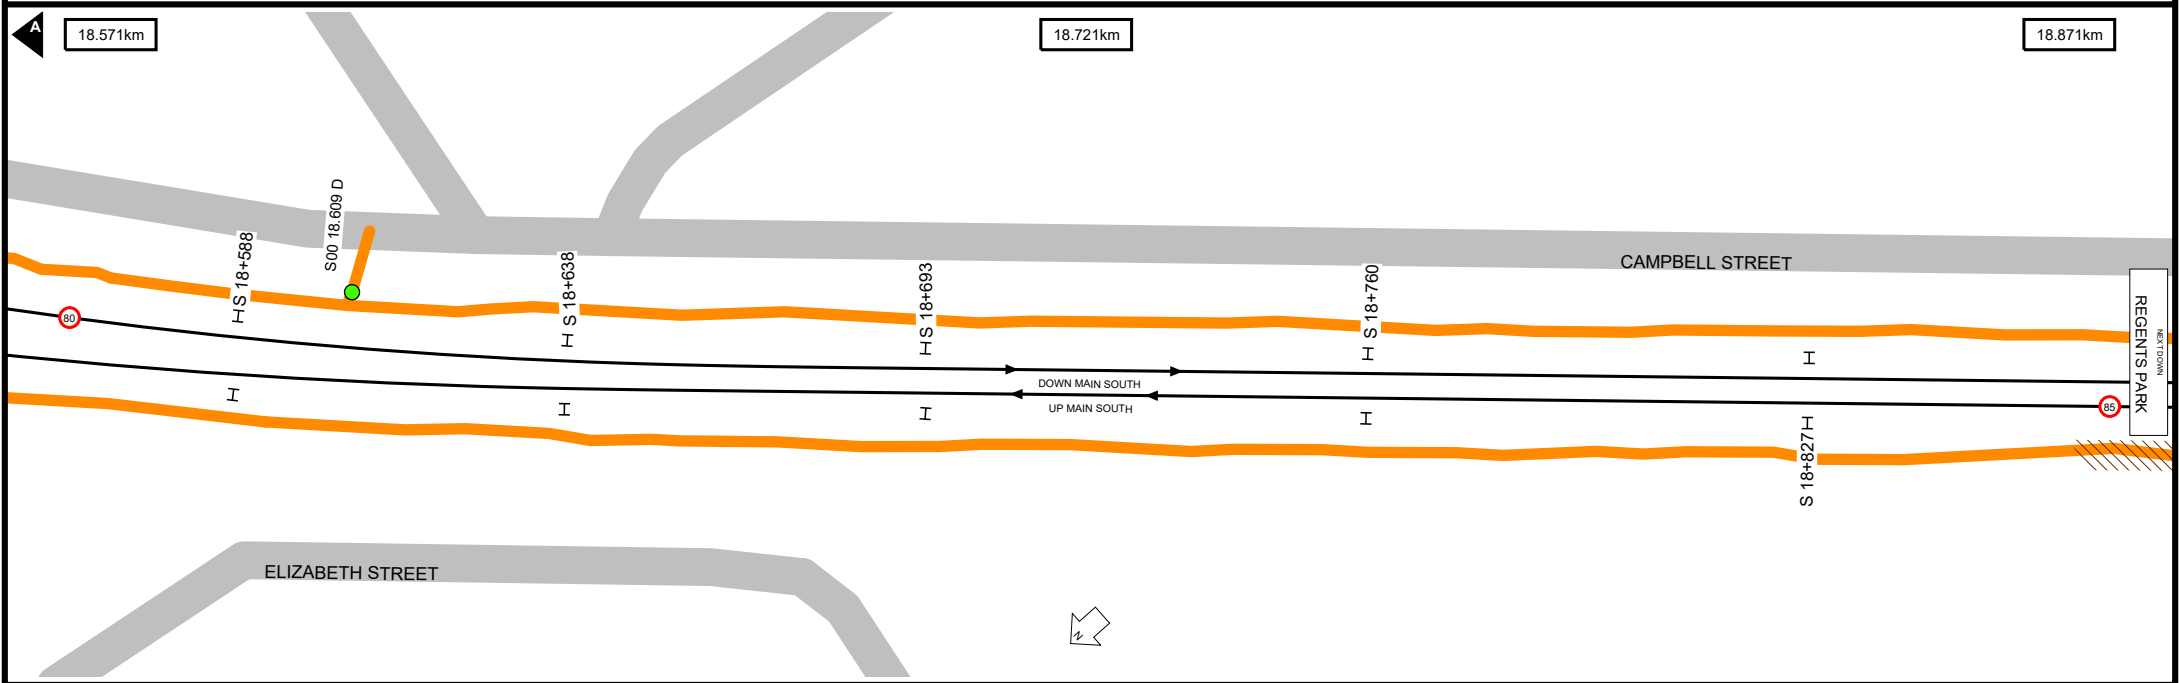 A
18.571km
18.721km
18.871km
S00 18.609 D
S 18+588
S 18+638
S 18+693
S 18+760
CAMPBELL STREET
80
DOWN MAIN SOUTH
UP MAIN SOUTH
85
REGENTS PARK
NEXT DOWN
S 18+827
ELIZABETH STREET
N